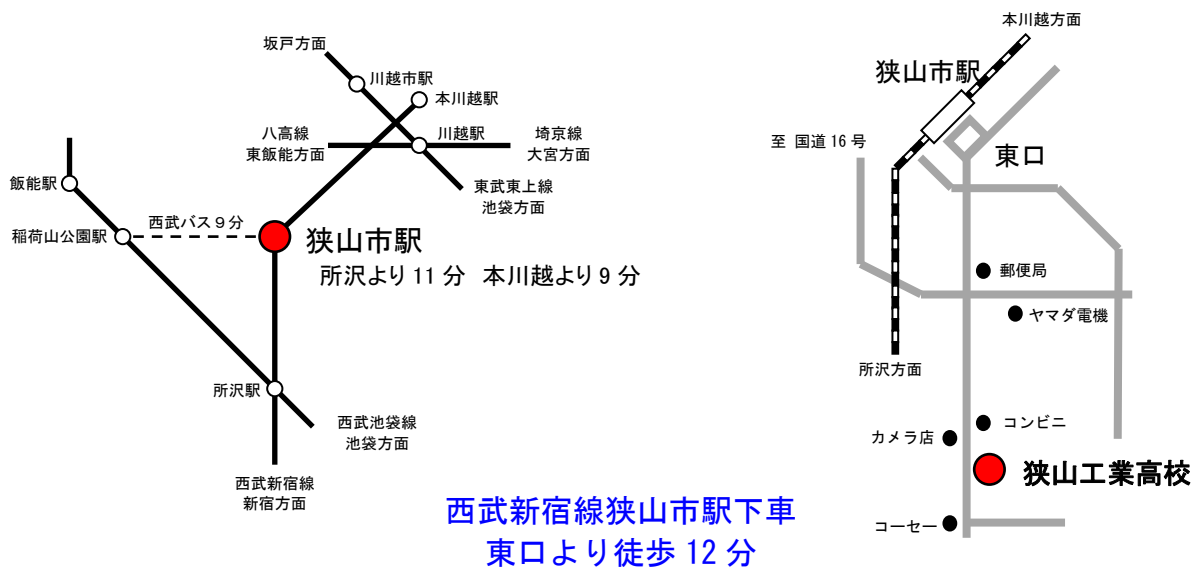 坂戸方面
川越市駅
本川越駅
八高線
東飯能方面
川越駅
埼京線
大宮方面
東武東上線
池袋方面
飯能駅
西武バス９分
稲荷山公園駅
狭山市駅
所沢より 11 分 本川越より 9 分
所沢駅
西武池袋線
池袋方面
西武新宿線
新宿方面
本川越方面
狭山市駅
至 国道 16 号
東口
郵便局
ヤマダ電機
所沢方面
コンビニ
カメラ店
狭山工業高校
コーセー
西武新宿線狭山市駅下車
東口より徒歩 12 分